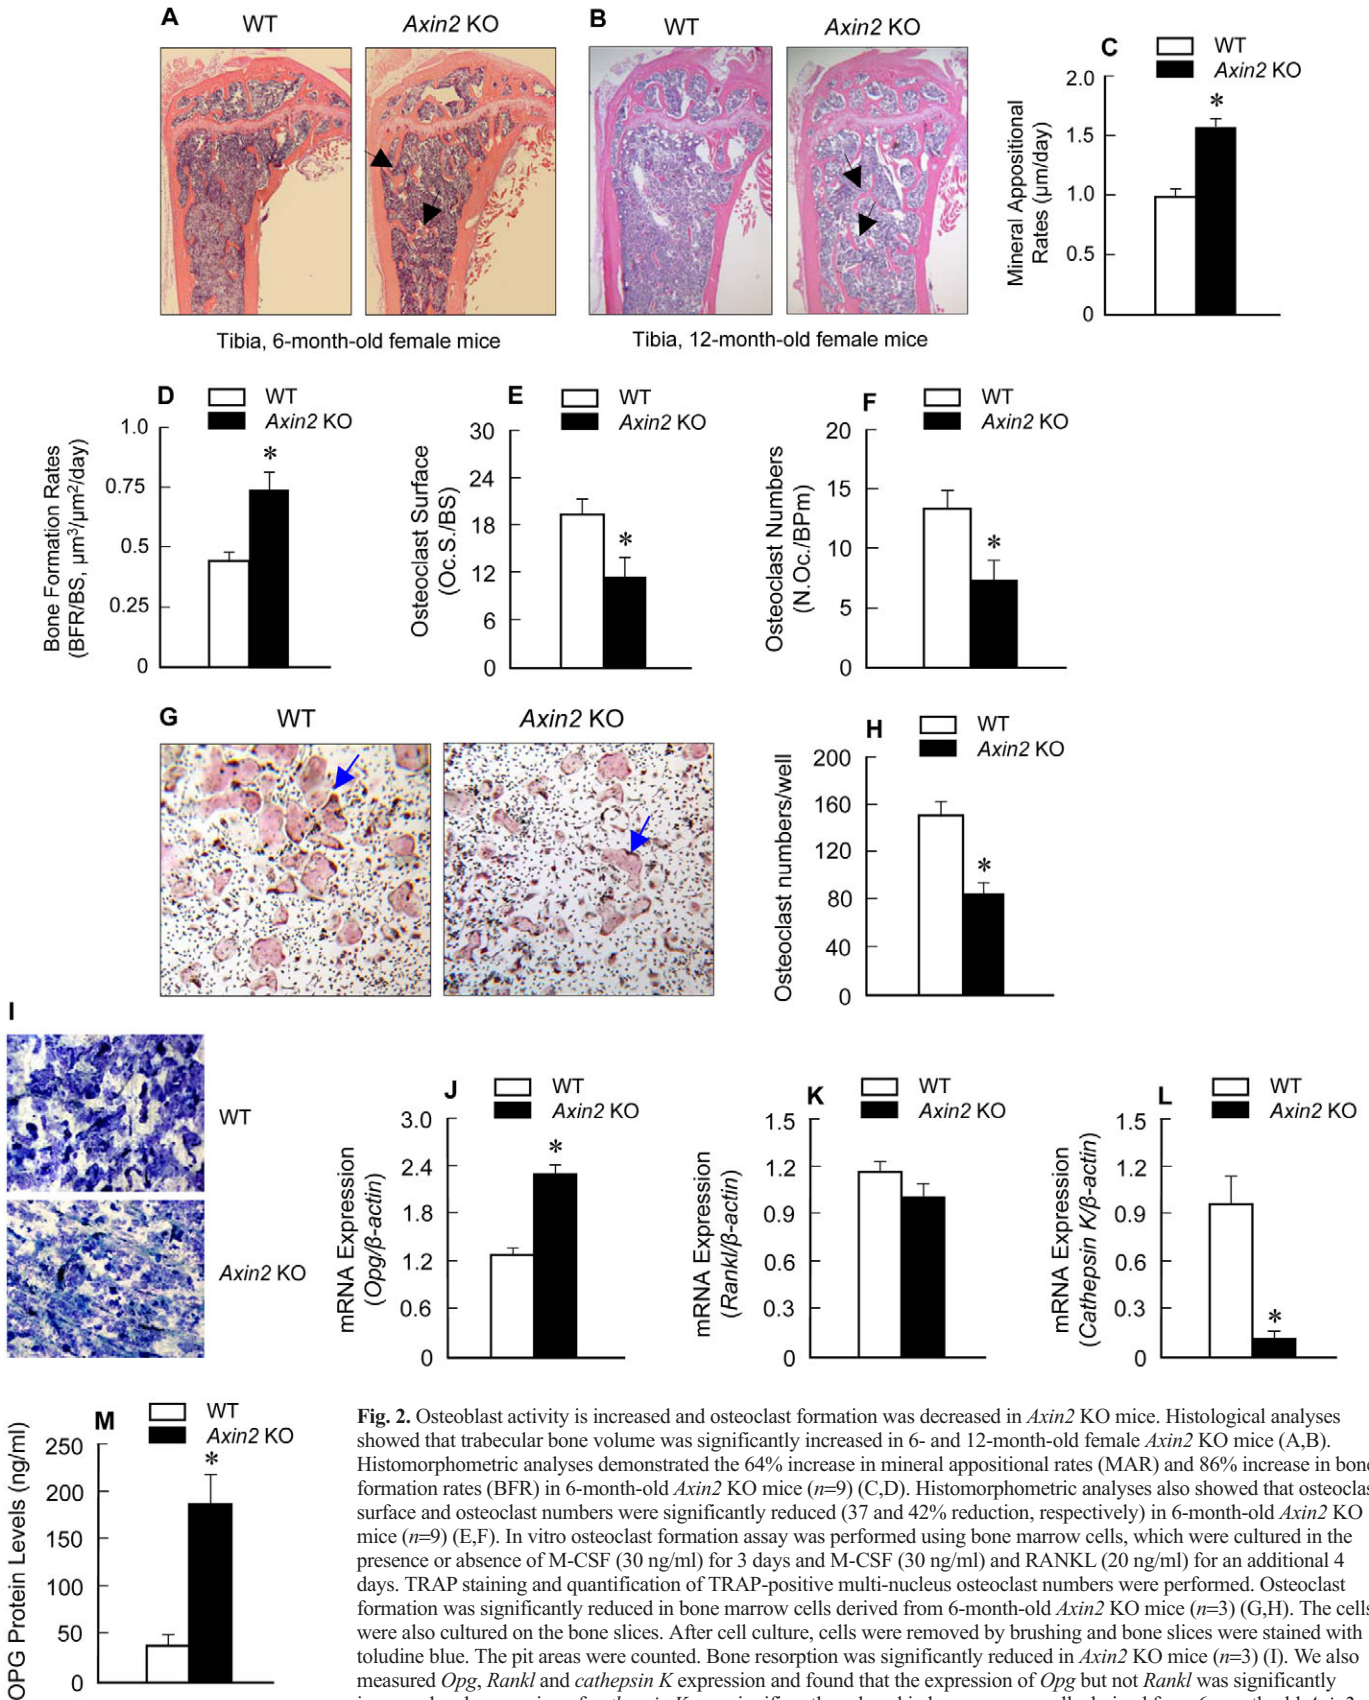 A
WT
Axin2 KO
Tibia, 6-month-old female mice
B
WT
Axin2 KO
Tibia, 12-month-old female mice
C
WT
Axin2 KO
Mineral Appositional
Rates (μm/day)
2.0
1.5
1.0
0.5
0
*
D
WT
Axin2 KO
Bone Formation Rates
(BFR/BS, μm³/μm²/day)
1.0
0.75
0.5
0.25
0
*
E
WT
Axin2 KO
Osteoclast Surface
(Oc.S./BS)
30
24
18
12
6
0
*
F
WT
Axin2 KO
Osteoclast Numbers
(N.Oc./BPm)
20
15
10
5
0
*
G
WT
Axin2 KO
H
WT
Axin2 KO
Osteoclast numbers/well
200
160
120
80
40
0
*
I
WT
Axin2 KO
J
WT
Axin2 KO
mRNA Expression
(Opg/β-actin)
3.0
2.4
1.8
1.2
0.6
0
*
K
WT
Axin2 KO
mRNA Expression
(Rankl/β-actin)
1.5
1.2
0.9
0.6
0.3
0
L
WT
Axin2 KO
mRNA Expression
(Cathepsin K/β-actin)
1.5
1.2
0.9
0.6
0.3
0
*
M
WT
Axin2 KO
OPG Protein Levels (ng/ml)
250
200
150
100
50
0
*
Fig. 2. Osteoblast activity is increased and osteoclast formation was decreased in Axin2 KO mice. Histological analyses
showed that trabecular bone volume was significantly increased in 6- and 12-month-old female Axin2 KO mice (A,B).
Histomorphometric analyses demonstrated the 64% increase in mineral appositional rates (MAR) and 86% increase in bone
formation rates (BFR) in 6-month-old Axin2 KO mice (n=9) (C,D). Histomorphometric analyses also showed that osteoclas
surface and osteoclast numbers were significantly reduced (37 and 42% reduction, respectively) in 6-month-old Axin2 KO
mice (n=9) (E,F). In vitro osteoclast formation assay was performed using bone marrow cells, which were cultured in the
presence or absence of M-CSF (30 ng/ml) for 3 days and M-CSF (30 ng/ml) and RANKL (20 ng/ml) for an additional 4
days. TRAP staining and quantification of TRAP-positive multi-nucleus osteoclast numbers were performed. Osteoclast
formation was significantly reduced in bone marrow cells derived from 6-month-old Axin2 KO mice (n=3) (G,H). The cells
were also cultured on the bone slices. After cell culture, cells were removed by brushing and bone slices were stained with
toludine blue. The pit areas were counted. Bone resorption was significantly reduced in Axin2 KO mice (n=3) (I). We also
measured Opg, Rankl and cathepsin K expression and found that the expression of Opg but not Rankl was significantly